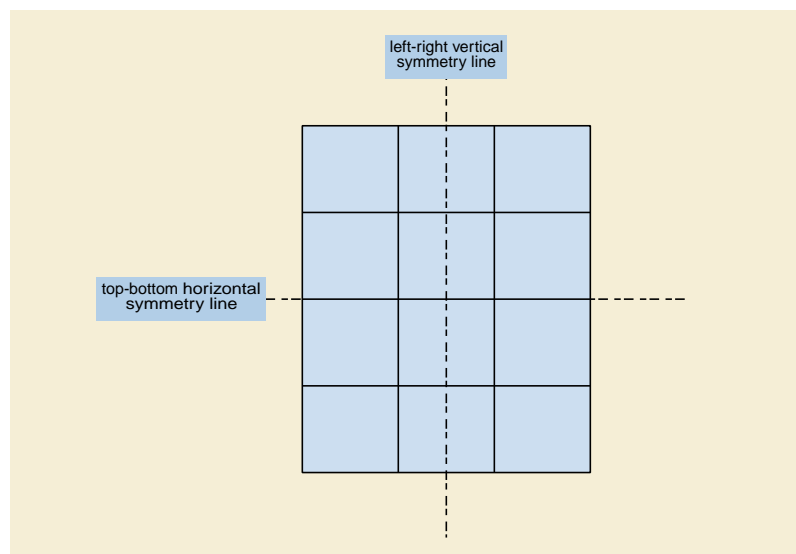 left-right vertical
symmetry line
top-bottom horizontal
symmetry line